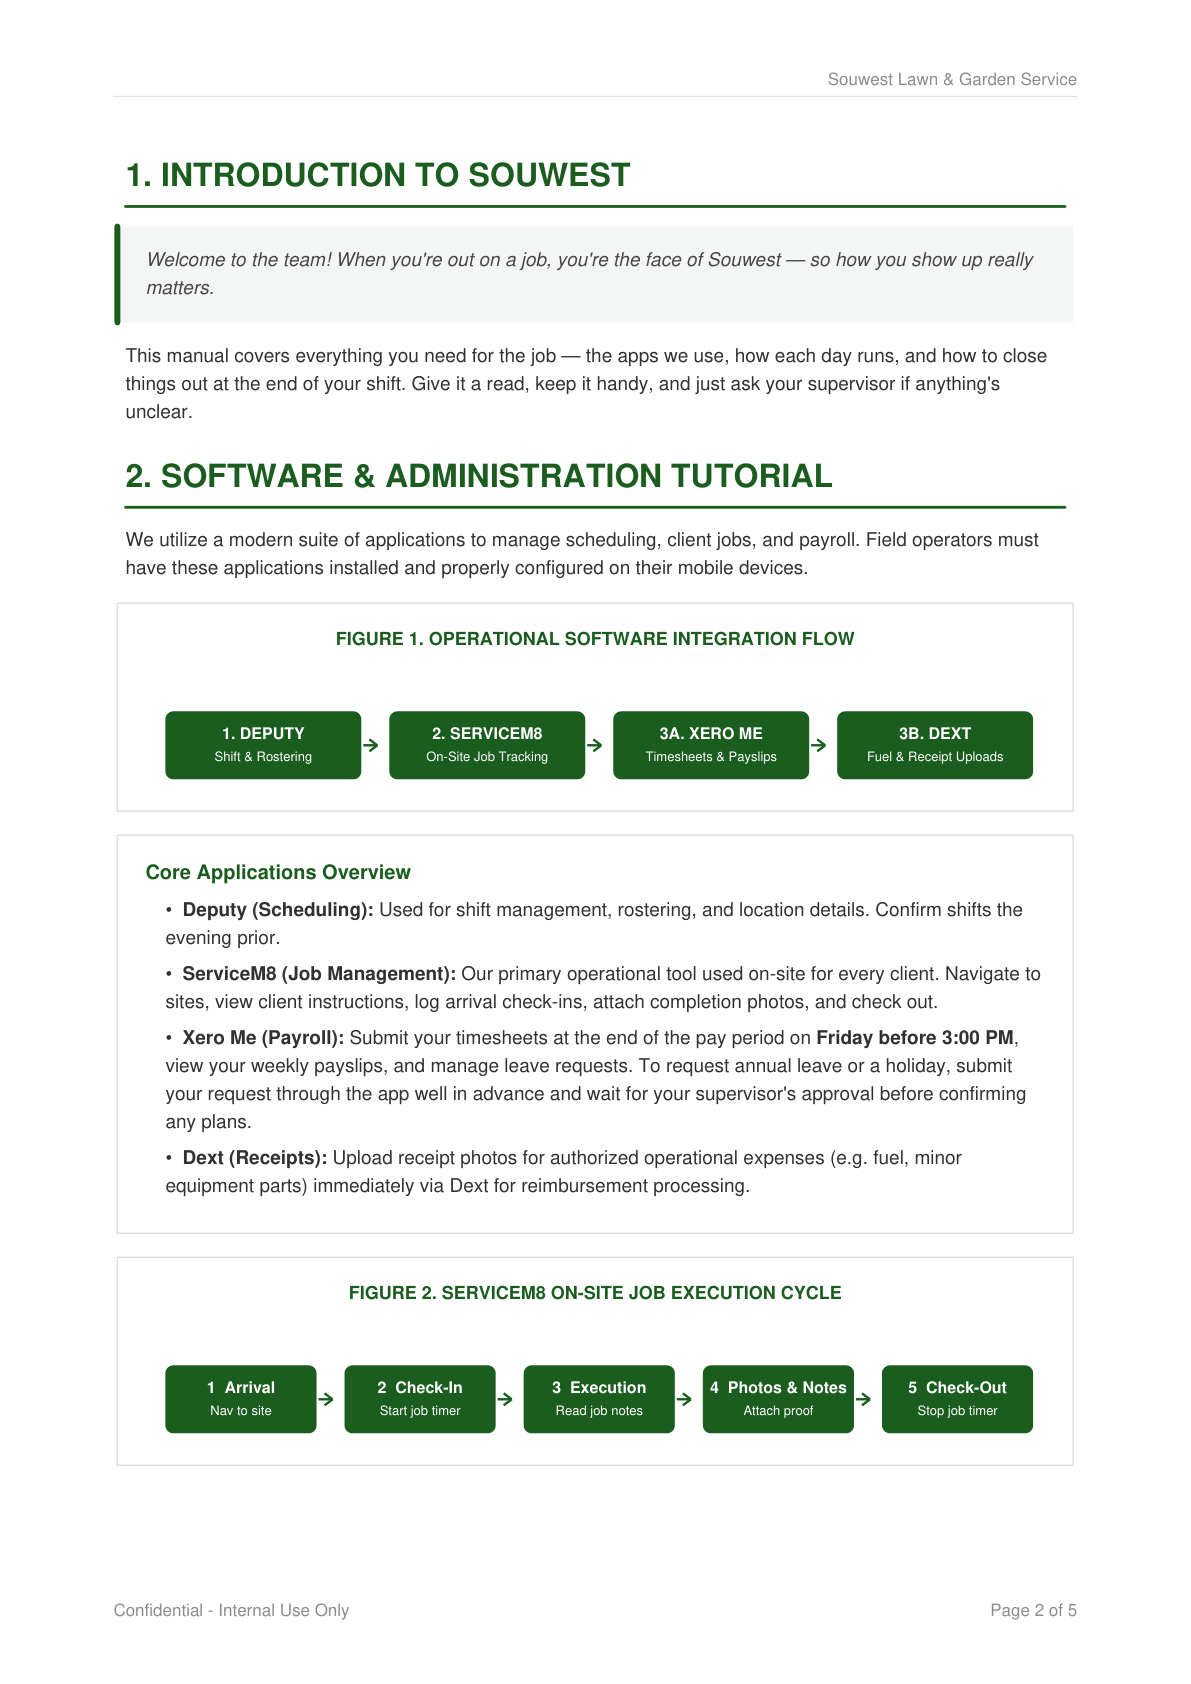 Souwest Lawn & Garden Service
1. INTRODUCTION TO SOUWEST
Welcome to the team! When you're out on a job, you're the face of Souwest — so how you show up really
matters.
This manual covers everything you need for the job — the apps we use, how each day runs, and how to close
things out at the end of your shift. Give it a read, keep it handy, and just ask your supervisor if anything's
unclear.
2. SOFTWARE & ADMINISTRATION TUTORIAL
We utilize a modern suite of applications to manage scheduling, client jobs, and payroll. Field operators must
have these applications installed and properly configured on their mobile devices.
FIGURE 1. OPERATIONAL SOFTWARE INTEGRATION FLOW
1. DEPUTY
Shift & Rostering
→
2. SERVICEM8
On-Site Job Tracking
→
3A. XERO ME
Timesheets & Payslips
→
3B. DEXT
Fuel & Receipt Uploads
Core Applications Overview
• Deputy (Scheduling): Used for shift management, rostering, and location details. Confirm shifts the
evening prior.
• ServiceM8 (Job Management): Our primary operational tool used on-site for every client. Navigate to
sites, view client instructions, log arrival check-ins, attach completion photos, and check out.
• Xero Me (Payroll): Submit your timesheets at the end of the pay period on Friday before 3:00 PM,
view your weekly payslips, and manage leave requests. To request annual leave or a holiday, submit
your request through the app well in advance and wait for your supervisor's approval before confirming
any plans.
• Dext (Receipts): Upload receipt photos for authorized operational expenses (e.g. fuel, minor
equipment parts) immediately via Dext for reimbursement processing.
FIGURE 2. SERVICEM8 ON-SITE JOB EXECUTION CYCLE
1 Arrival
Nav to site
→
2 Check-In
Start job timer
→
3 Execution
Read job notes
→
4 Photos & Notes
Attach proof
→
5 Check-Out
Stop job timer
Confidential - Internal Use Only
Page 2 of 5